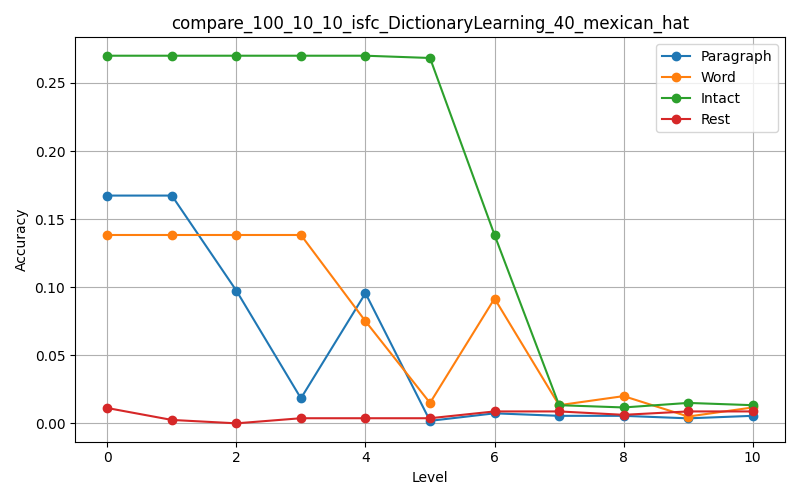 compare_100_10_10_isfc_DictionaryLearning_40_mexican_hat
Paragraph
Word
Intact
Rest
Accuracy
0.25
0.20
0.15
0.10
0.05
0.00
0 2 4 6 8 10
Level